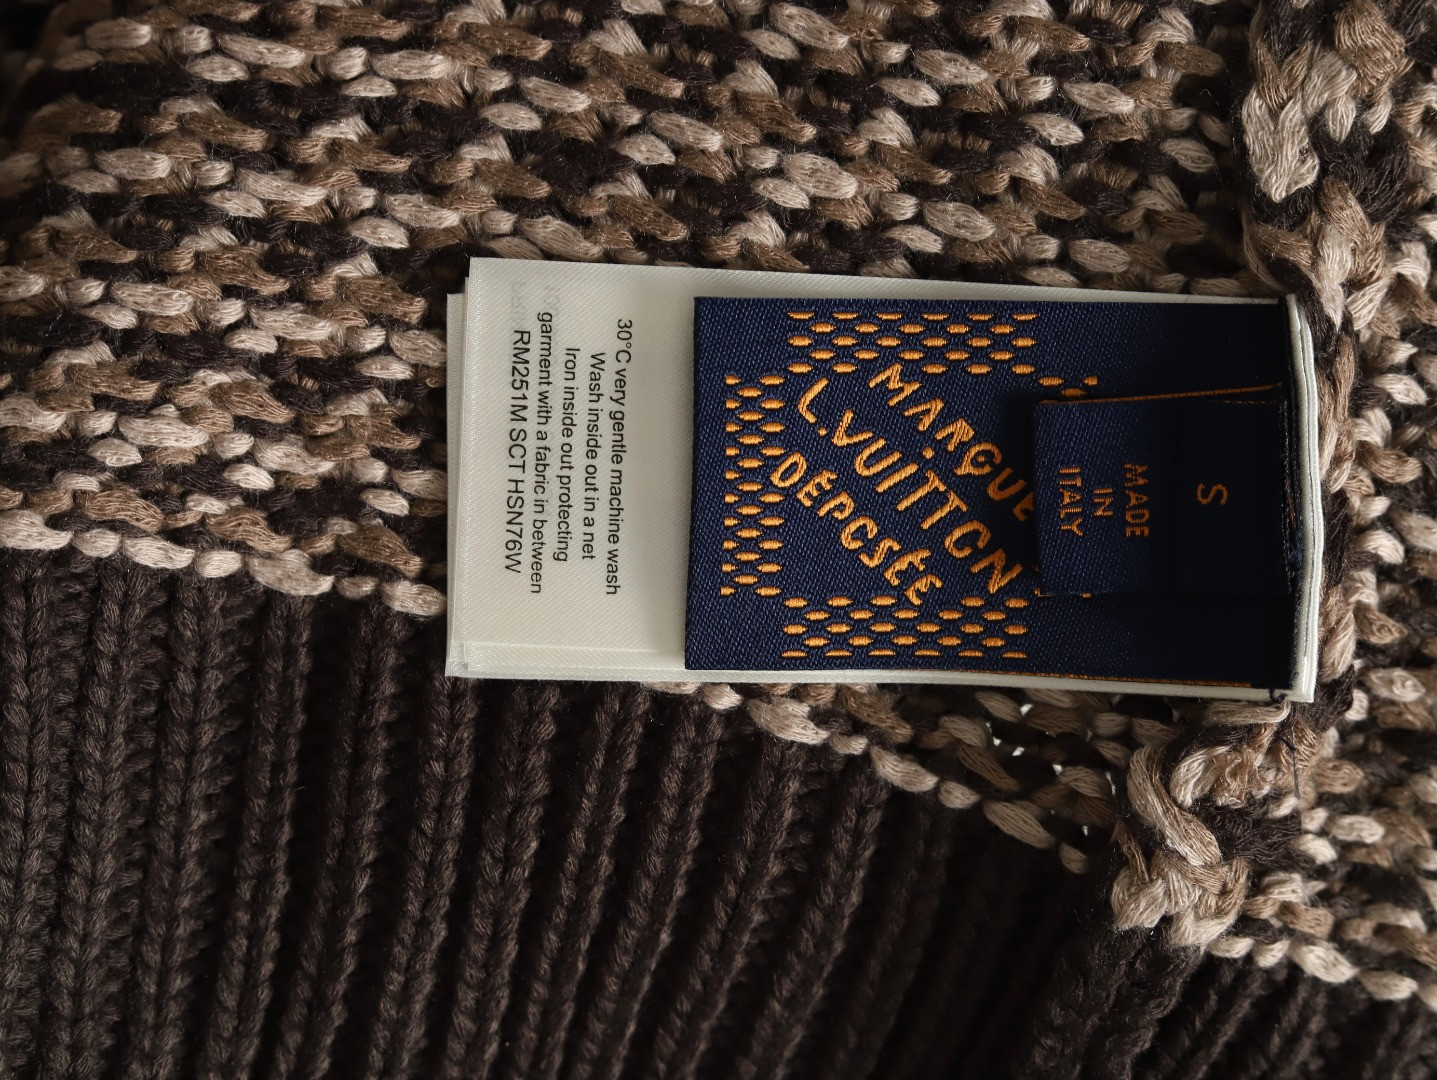 30°C very gentle machine wash
Wash inside out in a net
Iron inside out protecting
garment with a fabric in between
RM251M SCT HSN76W
MARQUE
L.VUITTON
DÉPOSÉE
S
MADE
IN
ITALY